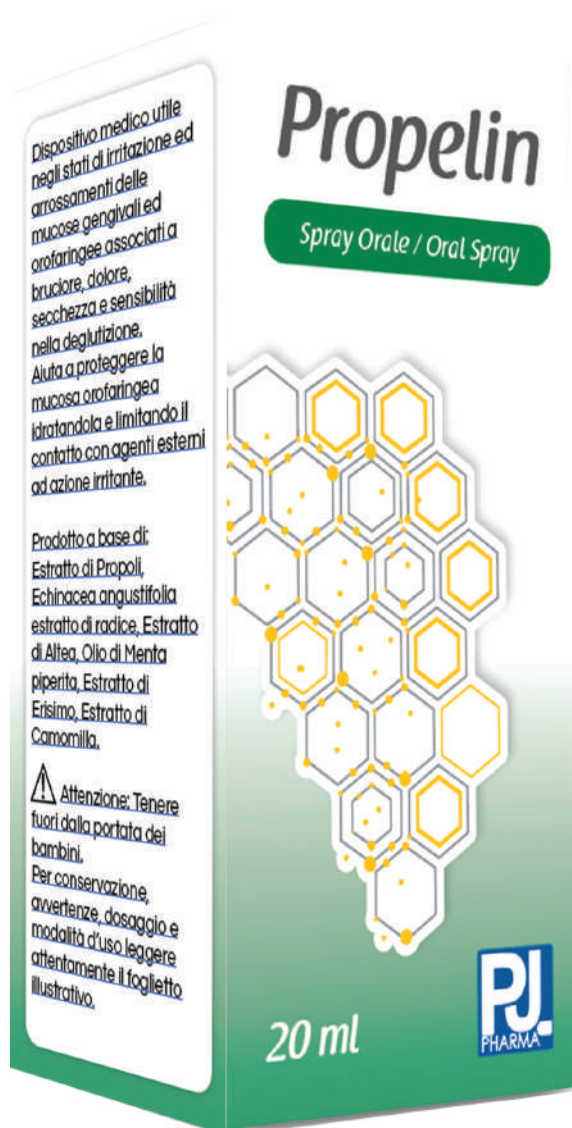 Dispositivo medico utile
negli stati di irritazione ed
arrossamenti delle
mucose gengivali ed
orofaringee associati a
bruciore, dolore,
secchezza e sensibilità
nella deglutizione.
Aiuta a proteggere la
mucosa orofaringea
idratandola e limitando il
contatto con agenti esterni
ad azione irritante.
Prodotto a base di:
Estratto di Propoli,
Echinacea angustifolia
estratto di radice, Estratto
di Altea, Olio di Menta
piperita, Estratto di
Erisimo, Estratto di
Camomilla.
Attenzione: Tenere
fuori dalla portata dei
bambini.
Per conservazione,
avvertenze, dosaggio e
modalità d'uso leggere
attentamente il foglietto
illustrativo.
Propelin
Spray Orale / Oral Spray
20 ml
PJ
PHARMA